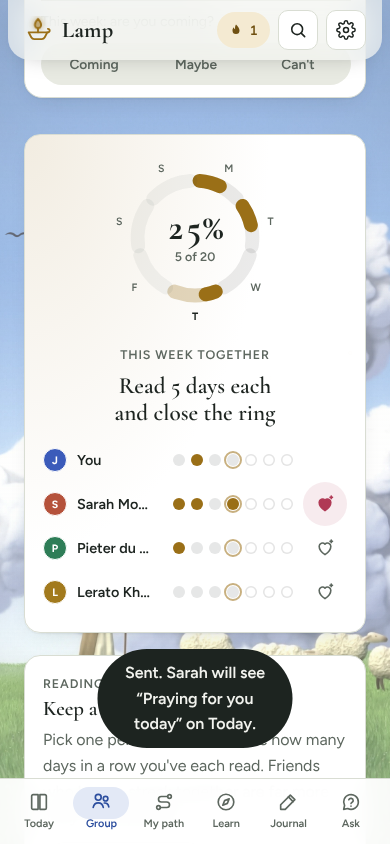 Lamp
1
Coming Maybe Can't
S M
S T
25%
5 of 20
F W
T
THIS WEEK TOGETHER
Read 5 days each
and close the ring
J You
S Sarah Mo...
P Pieter du ...
L Lerato Kh...
Sent. Sarah will see
“Praying for you
today” on Today.
READING
Keep a
Pick one how many
days in a row you've each read. Friends
Today Group My path Learn Journal Ask